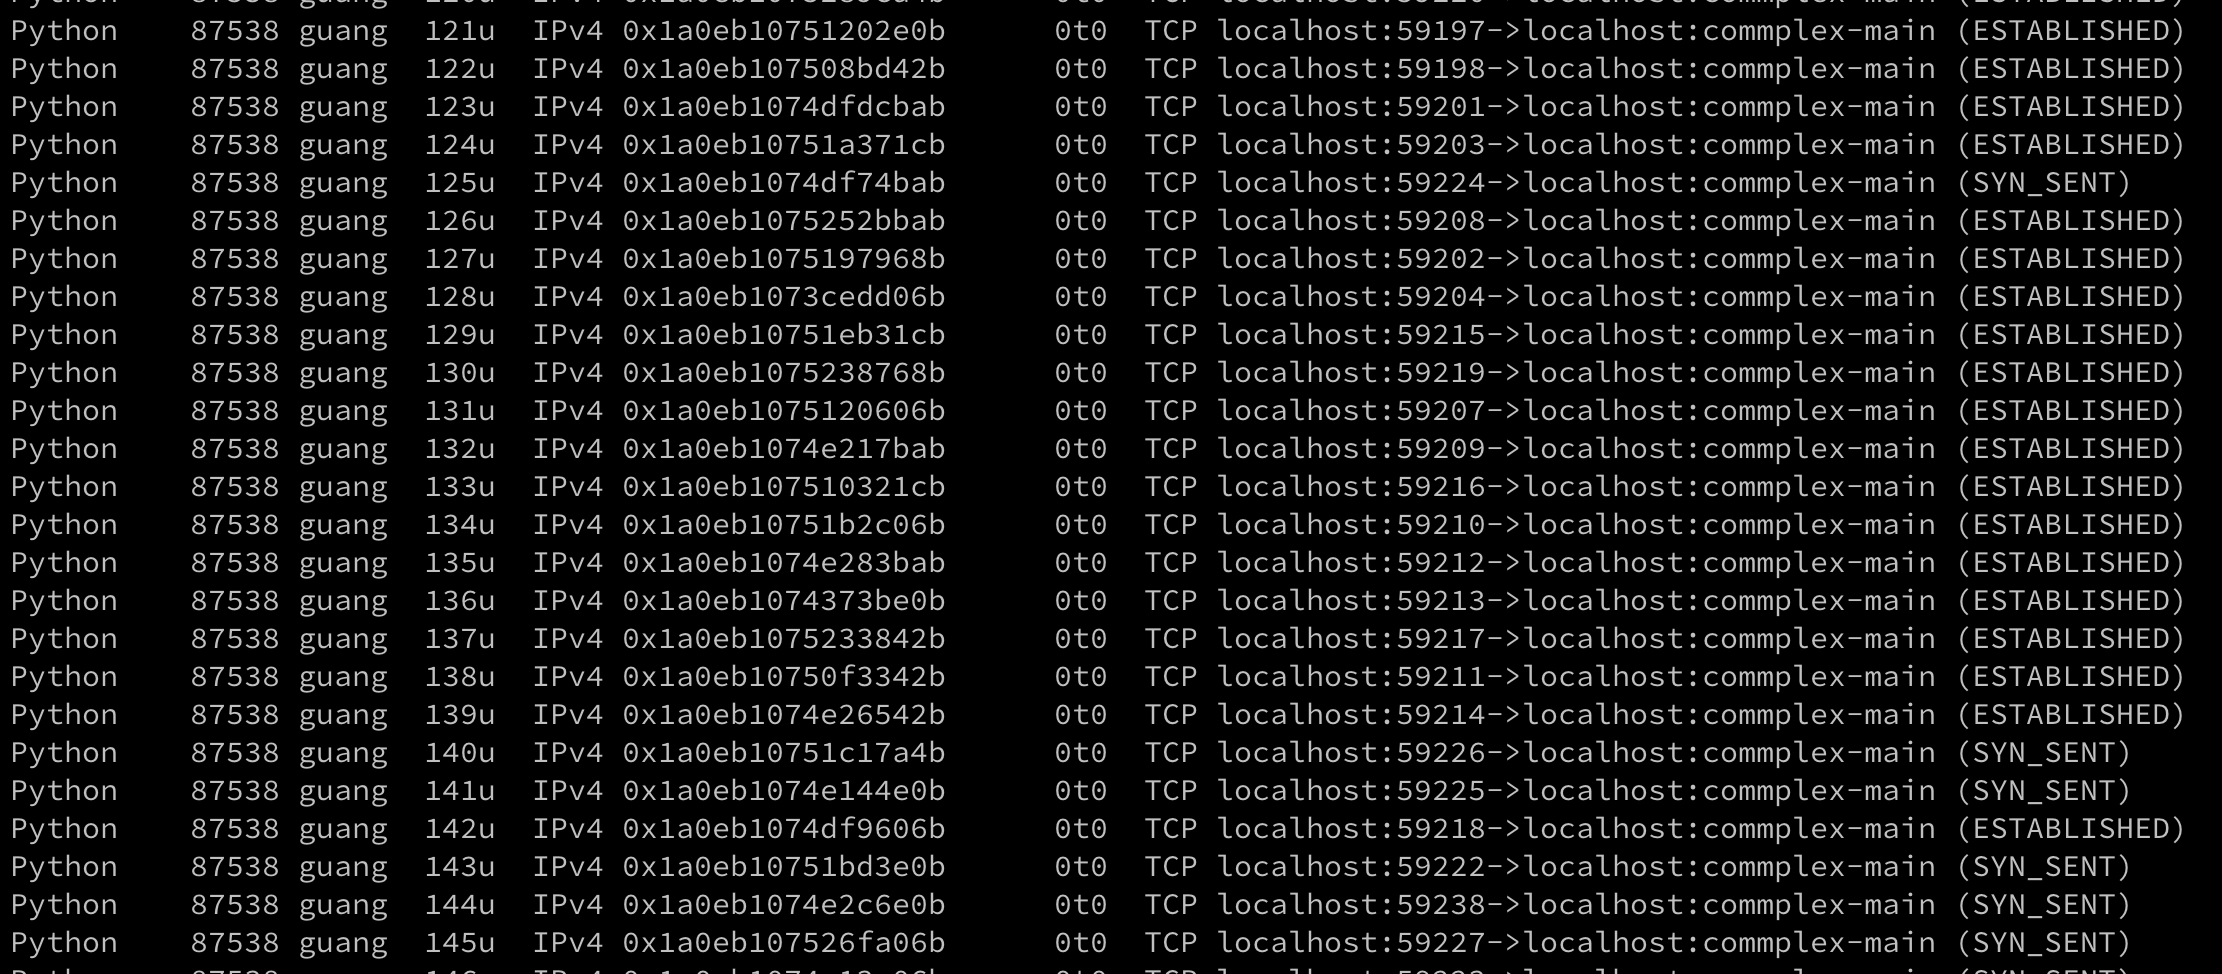 Python 87538 guang 121u IPv4 0x1a0eb10751202e0b 0t0 TCP localhost:59197->localhost:commplex-main (ESTABLISHED)
Python 87538 guang 122u IPv4 0x1a0eb107508bd42b 0t0 TCP localhost:59198->localhost:commplex-main (ESTABLISHED)
Python 87538 guang 123u IPv4 0x1a0eb1074dfdcbab 0t0 TCP localhost:59201->localhost:commplex-main (ESTABLISHED)
Python 87538 guang 124u IPv4 0x1a0eb10751a371cb 0t0 TCP localhost:59203->localhost:commplex-main (ESTABLISHED)
Python 87538 guang 125u IPv4 0x1a0eb1074df74bab 0t0 TCP localhost:59224->localhost:commplex-main (SYN_SENT)
Python 87538 guang 126u IPv4 0x1a0eb1075252bbab 0t0 TCP localhost:59208->localhost:commplex-main (ESTABLISHED)
Python 87538 guang 127u IPv4 0x1a0eb1075197968b 0t0 TCP localhost:59202->localhost:commplex-main (ESTABLISHED)
Python 87538 guang 128u IPv4 0x1a0eb1073cedd06b 0t0 TCP localhost:59204->localhost:commplex-main (ESTABLISHED)
Python 87538 guang 129u IPv4 0x1a0eb10751eb31cb 0t0 TCP localhost:59215->localhost:commplex-main (ESTABLISHED)
Python 87538 guang 130u IPv4 0x1a0eb1075238768b 0t0 TCP localhost:59219->localhost:commplex-main (ESTABLISHED)
Python 87538 guang 131u IPv4 0x1a0eb1075120606b 0t0 TCP localhost:59207->localhost:commplex-main (ESTABLISHED)
Python 87538 guang 132u IPv4 0x1a0eb1074e217bab 0t0 TCP localhost:59209->localhost:commplex-main (ESTABLISHED)
Python 87538 guang 133u IPv4 0x1a0eb107510321cb 0t0 TCP localhost:59216->localhost:commplex-main (ESTABLISHED)
Python 87538 guang 134u IPv4 0x1a0eb10751b2c06b 0t0 TCP localhost:59210->localhost:commplex-main (ESTABLISHED)
Python 87538 guang 135u IPv4 0x1a0eb1074e283bab 0t0 TCP localhost:59212->localhost:commplex-main (ESTABLISHED)
Python 87538 guang 136u IPv4 0x1a0eb1074373be0b 0t0 TCP localhost:59213->localhost:commplex-main (ESTABLISHED)
Python 87538 guang 137u IPv4 0x1a0eb1075233842b 0t0 TCP localhost:59217->localhost:commplex-main (ESTABLISHED)
Python 87538 guang 138u IPv4 0x1a0eb10750f3342b 0t0 TCP localhost:59211->localhost:commplex-main (ESTABLISHED)
Python 87538 guang 139u IPv4 0x1a0eb1074e26542b 0t0 TCP localhost:59214->localhost:commplex-main (ESTABLISHED)
Python 87538 guang 140u IPv4 0x1a0eb10751c17a4b 0t0 TCP localhost:59226->localhost:commplex-main (SYN_SENT)
Python 87538 guang 141u IPv4 0x1a0eb1074e144e0b 0t0 TCP localhost:59225->localhost:commplex-main (SYN_SENT)
Python 87538 guang 142u IPv4 0x1a0eb1074df9606b 0t0 TCP localhost:59218->localhost:commplex-main (ESTABLISHED)
Python 87538 guang 143u IPv4 0x1a0eb10751bd3e0b 0t0 TCP localhost:59222->localhost:commplex-main (SYN_SENT)
Python 87538 guang 144u IPv4 0x1a0eb1074e2c6e0b 0t0 TCP localhost:59238->localhost:commplex-main (SYN_SENT)
Python 87538 guang 145u IPv4 0x1a0eb107526fa06b 0t0 TCP localhost:59227->localhost:commplex-main (SYN_SENT)